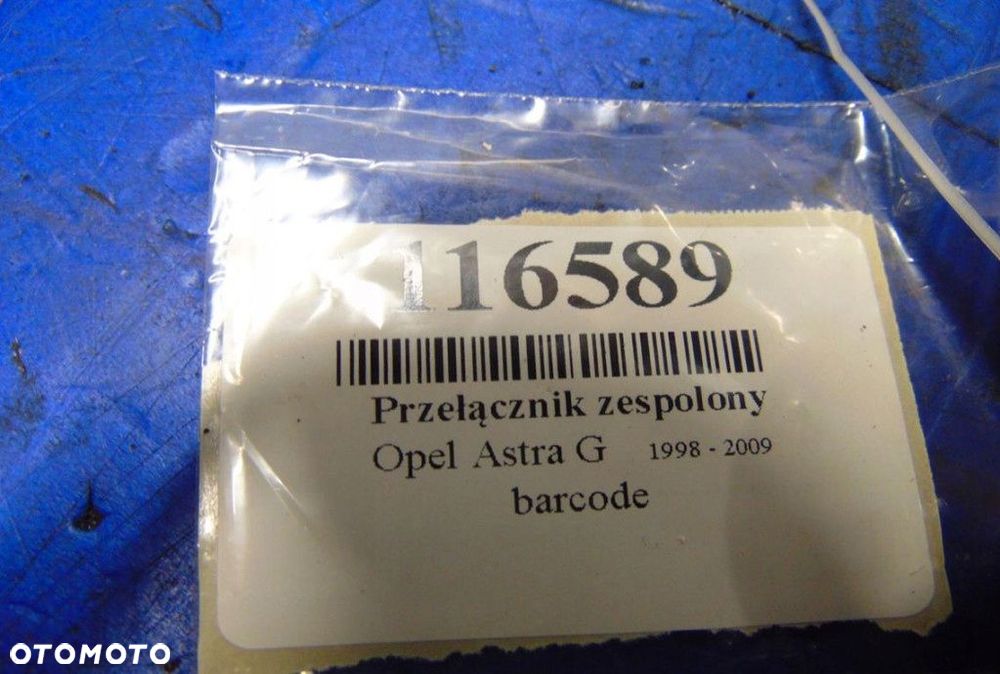 116589
Przełącznik zespolony
Opel Astra G 1998 - 2009
barcode
OTOMOTO